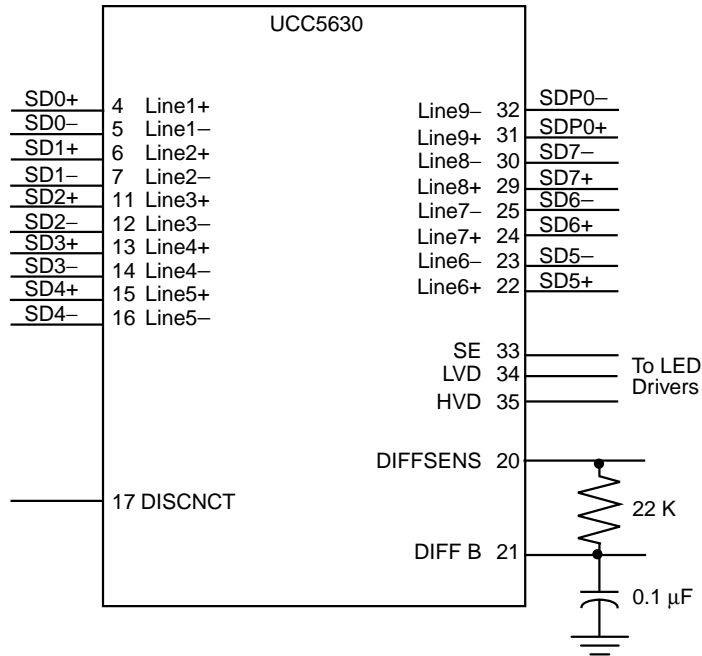 UCC5630
SD0+ 4 Line1+
SD0– 5 Line1–
SD1+ 6 Line2+
SD1– 7 Line2–
SD2+ 11 Line3+
SD2– 12 Line3–
SD3+ 13 Line4+
SD3– 14 Line4–
SD4+ 15 Line5+
SD4– 16 Line5–
17 DISCNCT
Line9– 32 SDP0–
Line9+ 31 SDP0+
Line8– 30 SD7–
Line8+ 29 SD7+
Line7– 25 SD6–
Line7+ 24 SD6+
Line6– 23 SD5–
Line6+ 22 SD5+
SE 33
LVD 34
HVD 35
To LED
Drivers
DIFFSENS 20
22 K
DIFF B 21
0.1 μF